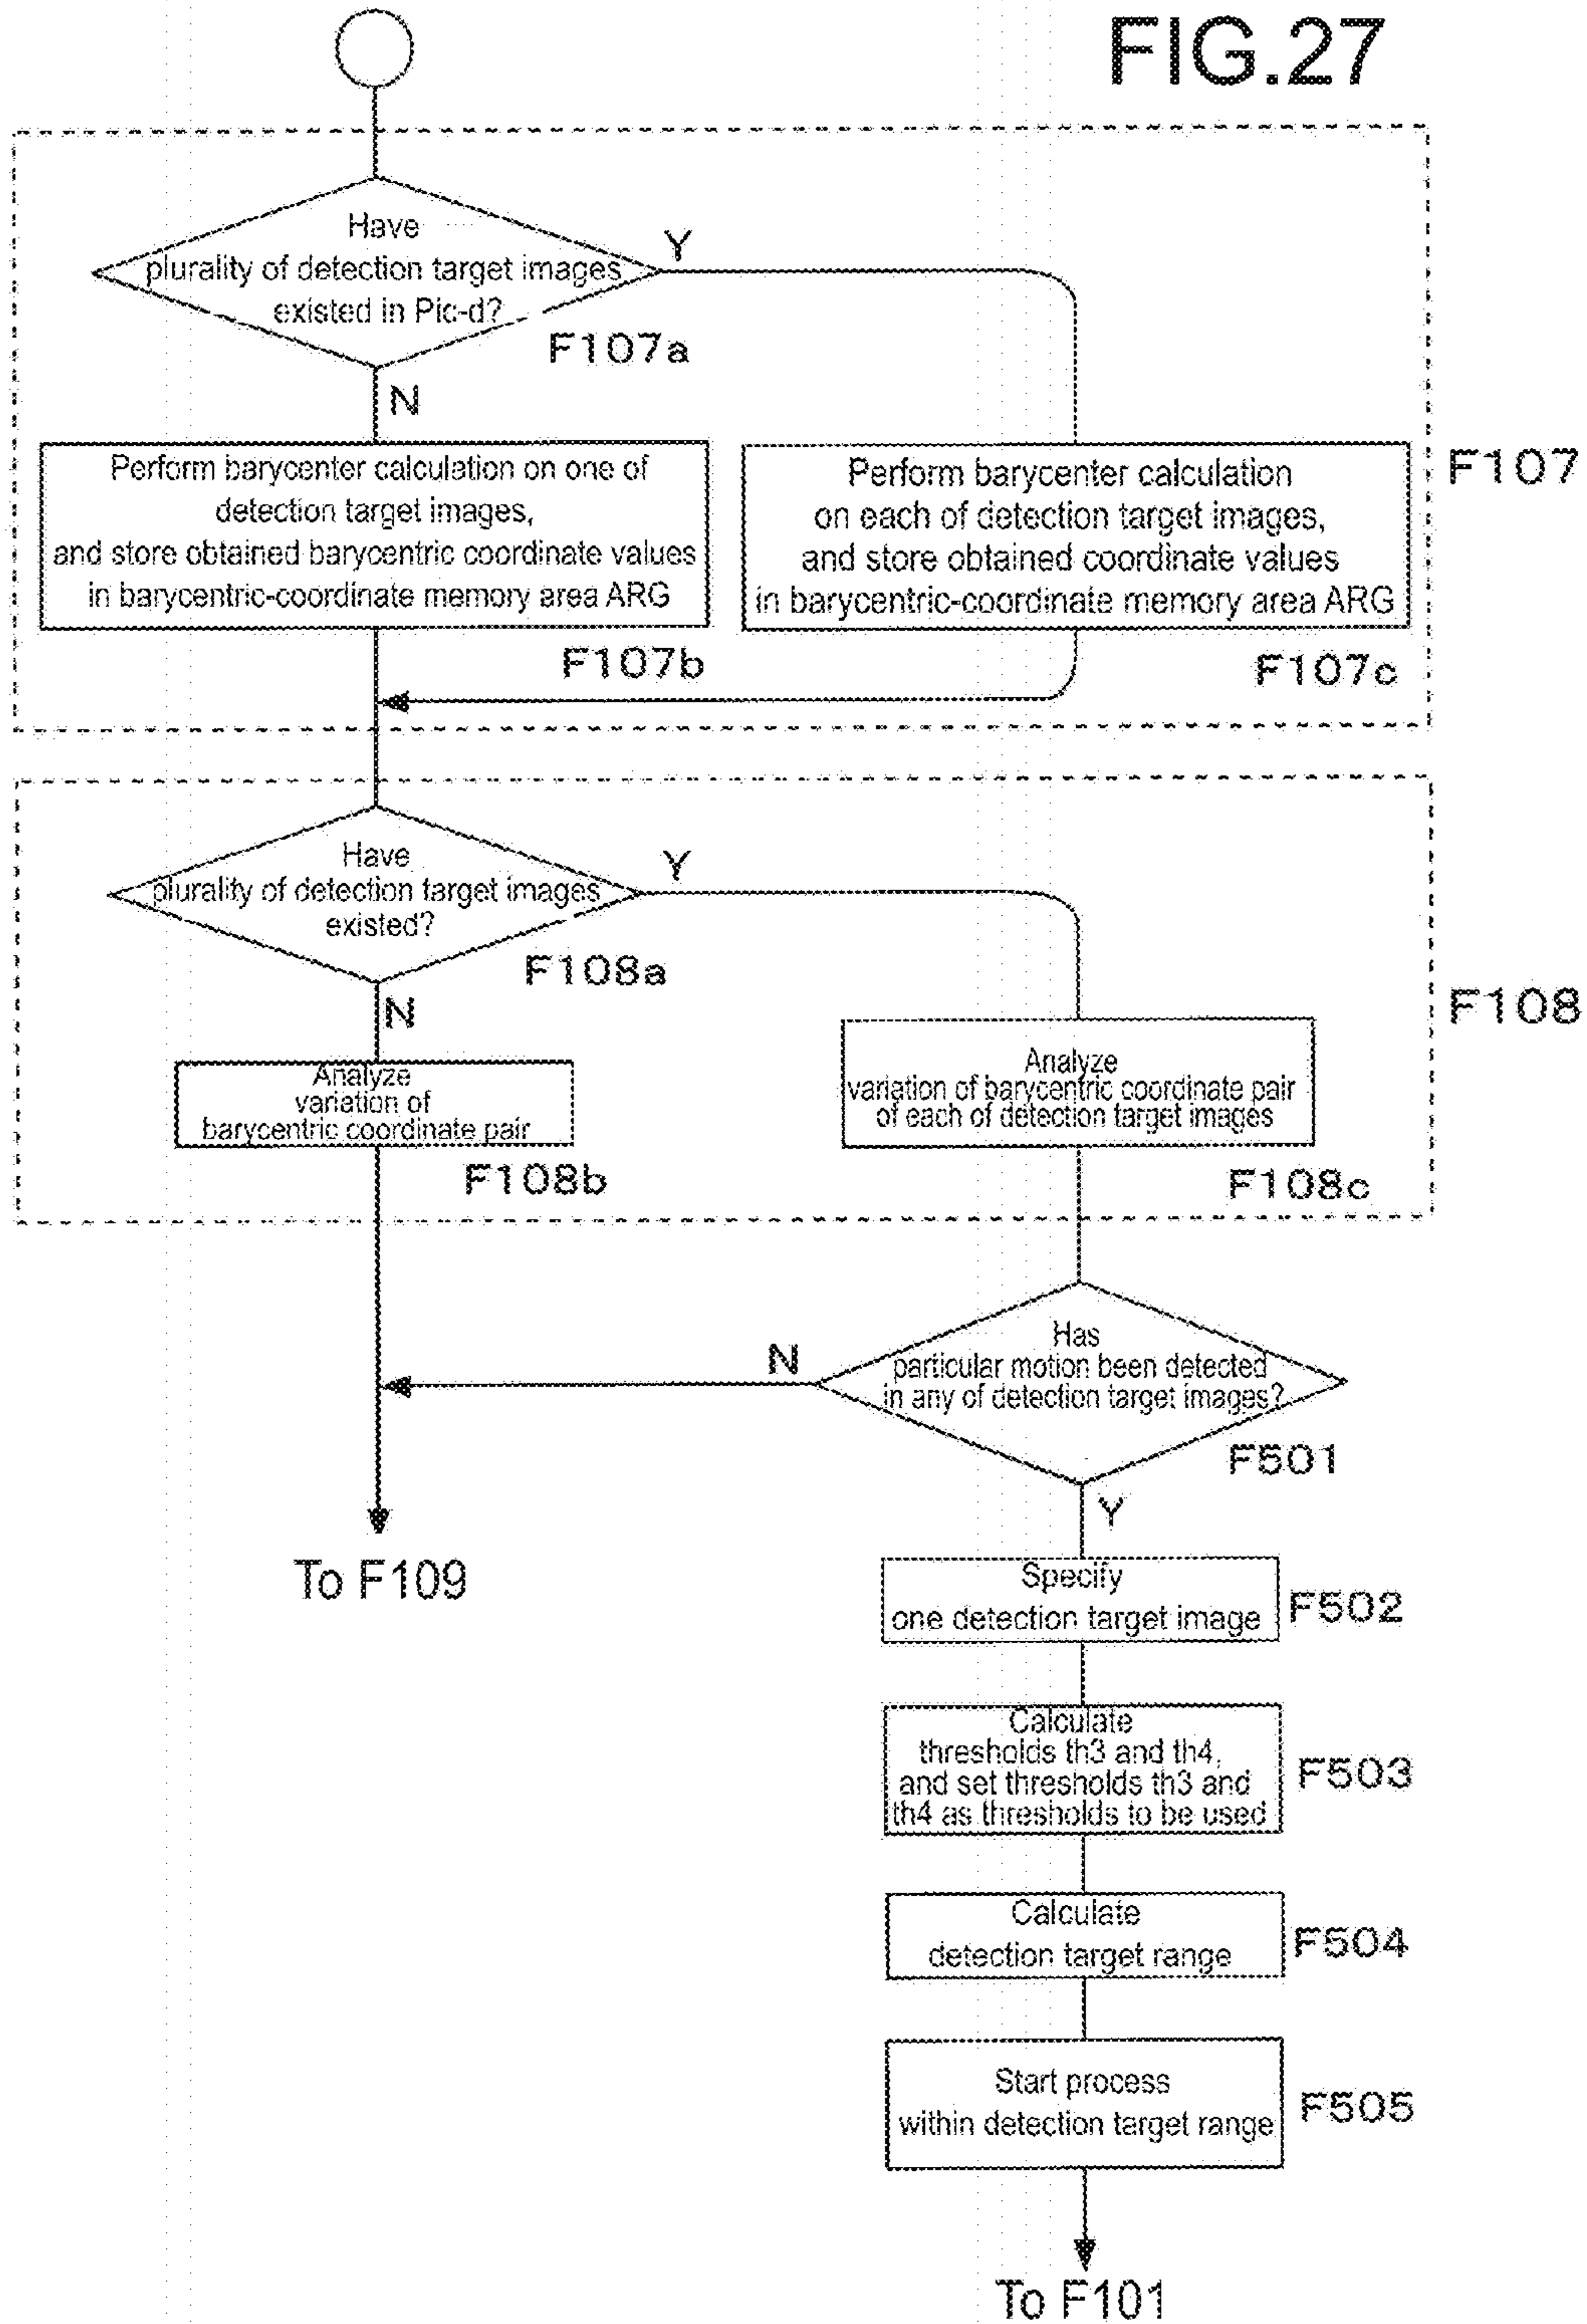 FIG.27
Have
plurality of detection target images
existed in Pic-d?
Y
F107a
N
Perform barycenter calculation on one of
detection target images,
and store obtained barycentric coordinate values
in barycentric-coordinate memory area ARG
F107b
Perform barycenter calculation
on each of detection target images,
and store obtained coordinate values
in barycentric-coordinate memory area ARG
F107c
F107
Have
plurality of detection target images
existed?
Y
F108a
N
Analyze
variation of
barycentric coordinate pair
F108b
Analyze
variation of barycentric coordinate pair
of each of detection target images
F108c
F108
Has
particular motion been detected
in any of detection target images?
N
F501
Y
To F109
Specify
one detection target image
F502
Calculate
thresholds th3 and th4,
and set thresholds th3 and
th4 as thresholds to be used
F503
Calculate
detection target range
F504
Start process
within detection target range
F505
To F101